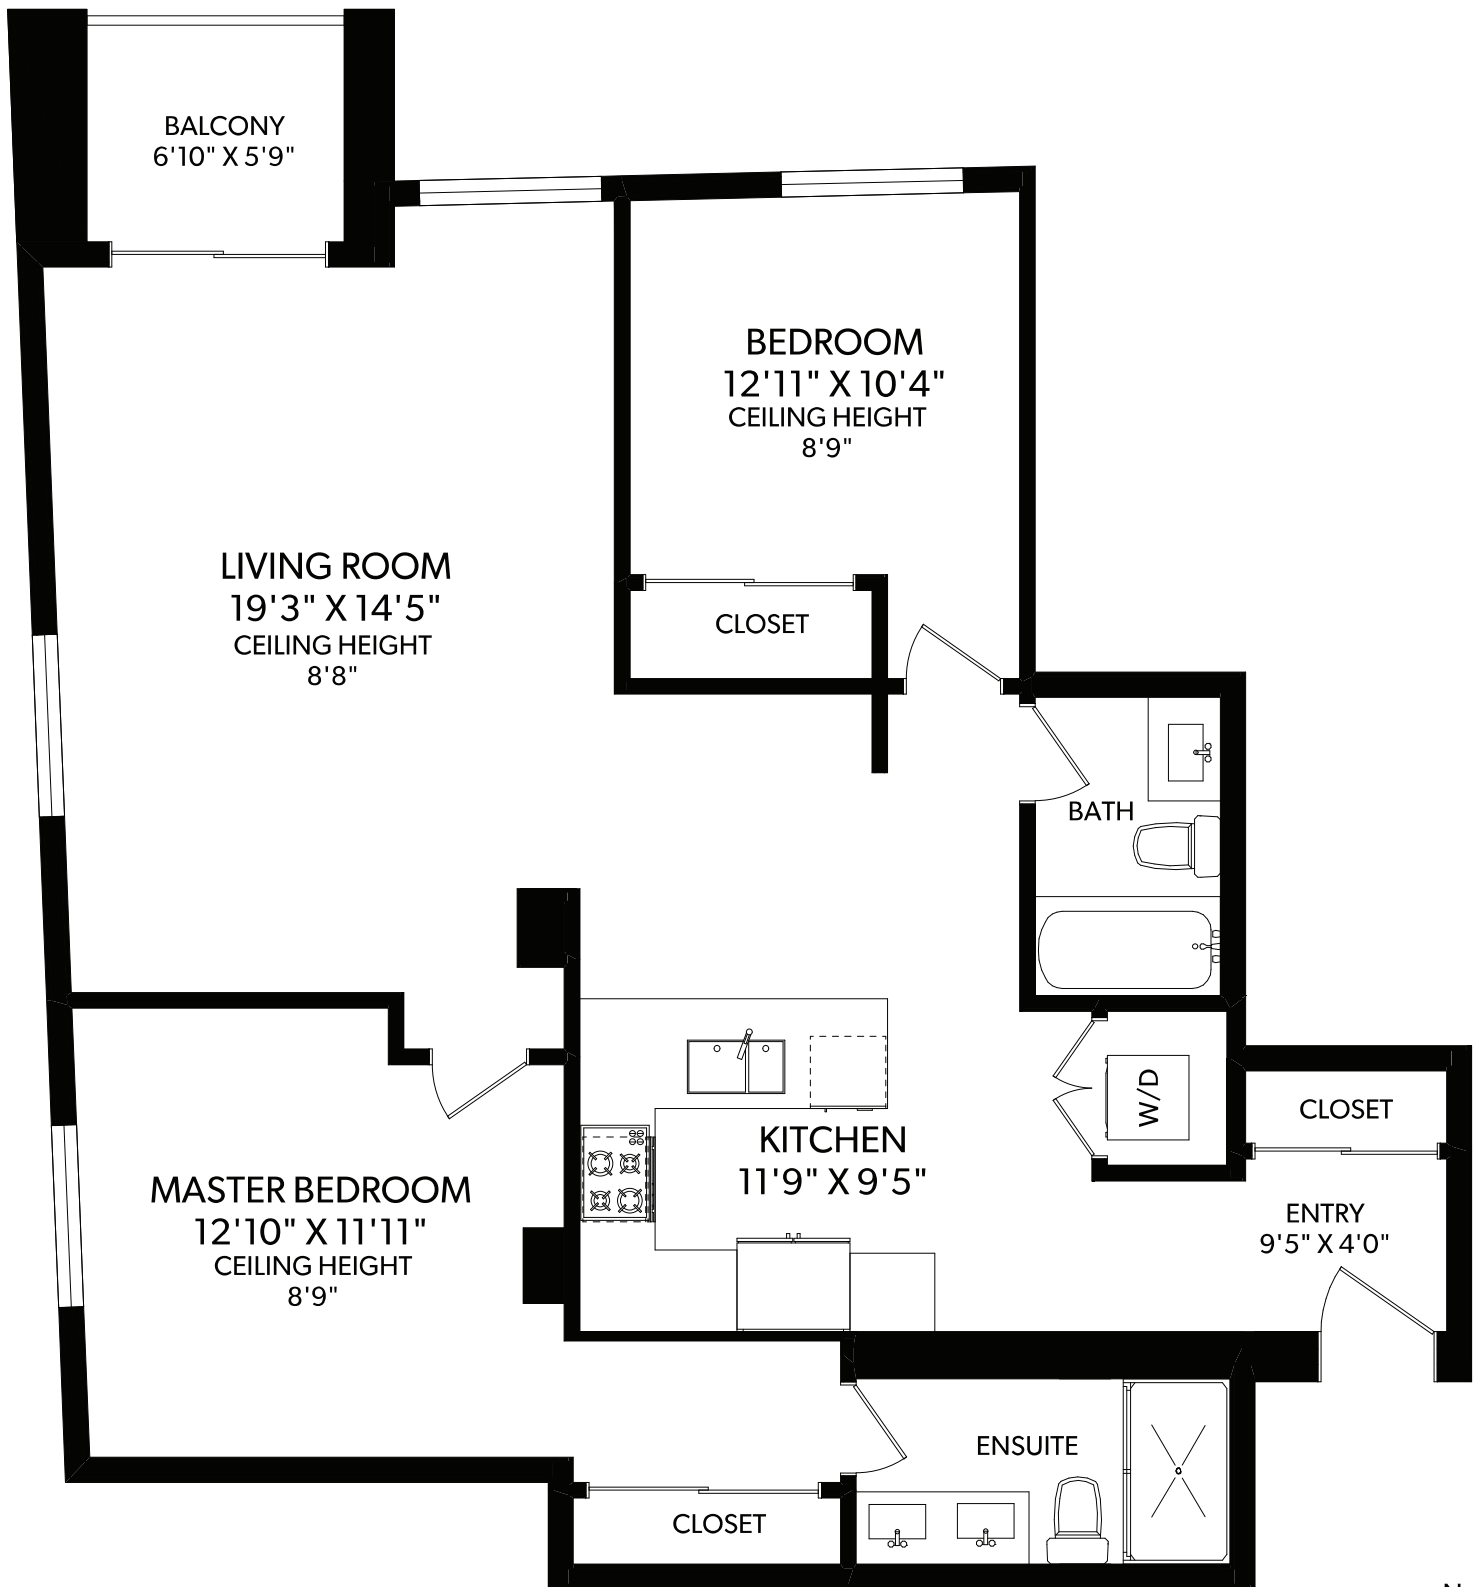 BALCONY
6'10" X 5'9"
BEDROOM
12'11" X 10'4"
CEILING HEIGHT
8'9"
LIVING ROOM
19'3" X 14'5"
CEILING HEIGHT
8'8"
CLOSET
BATH
W/D
CLOSET
KITCHEN
11'9" X 9'5"
MASTER BEDROOM
12'10" X 11'11"
CEILING HEIGHT
8'9"
ENTRY
9'5" X 4'0"
ENSUITE
CLOSET